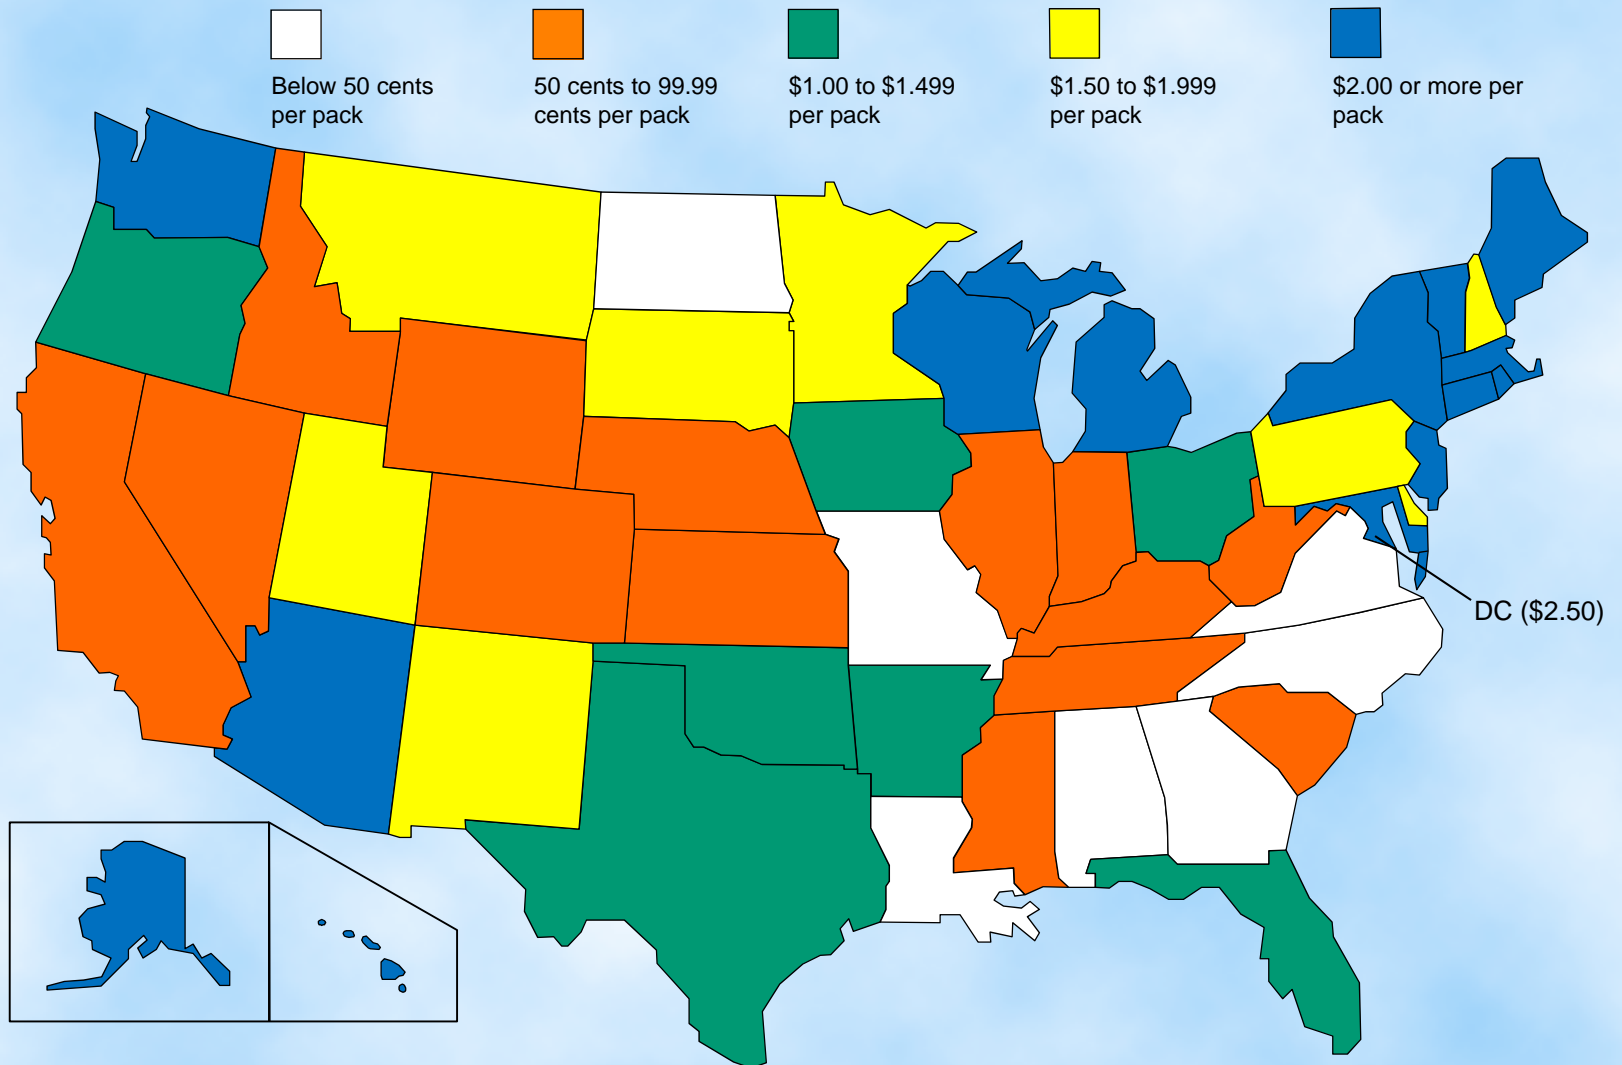 Below 50 cents
per pack
50 cents to 99.99
cents per pack
$1.00 to $1.499
per pack
$1.50 to $1.999
per pack
$2.00 or more per
pack
DC ($2.50)